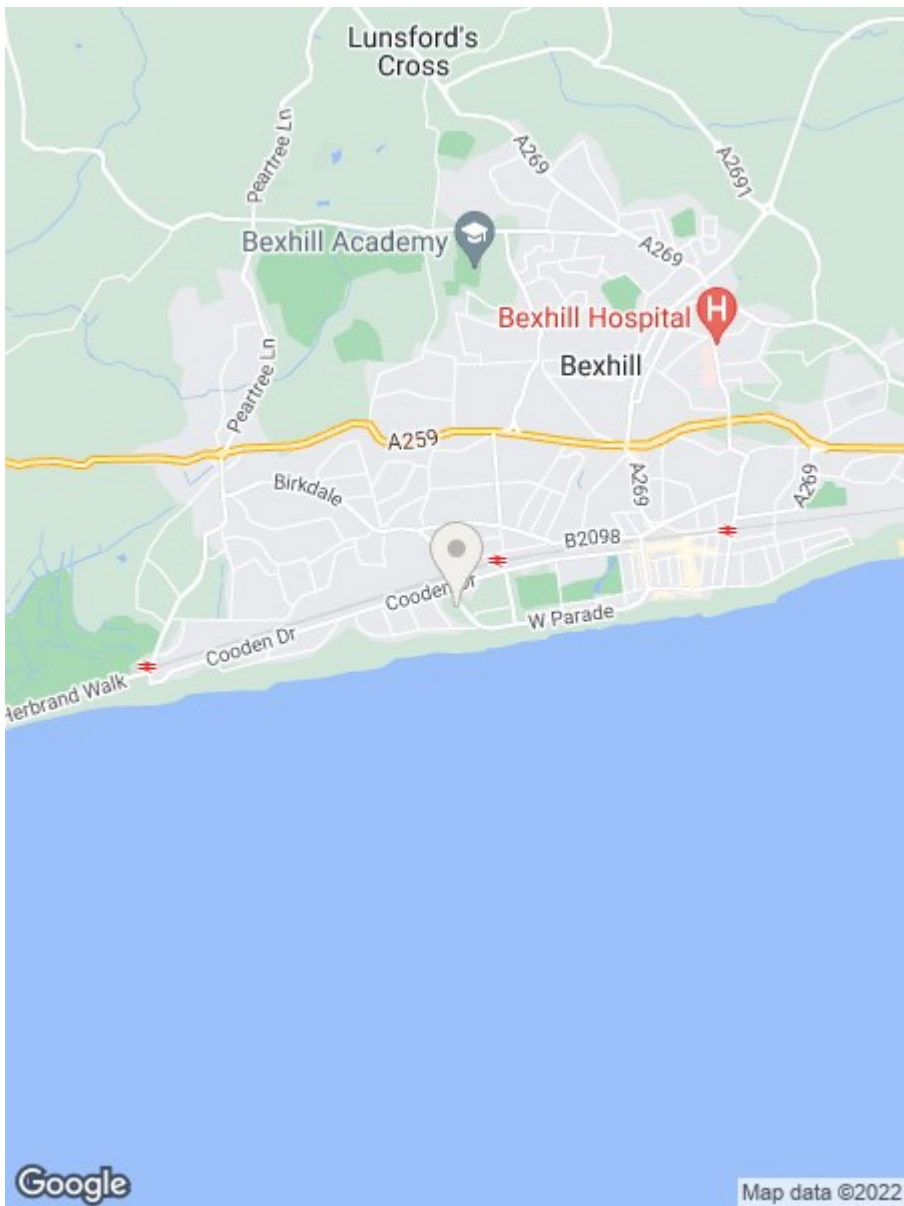 Lunsford's
Cross
Peartree Ln
A269
A2691
Bexhill Academy
A269
Bexhill Hospital
H
Bexhill
Peartree Ln
A259
Birkdale
A269
A269
B2098
Cooden Dr
W Parade
Cooden Dr
Herbrand Walk
Google
Map data ©2022